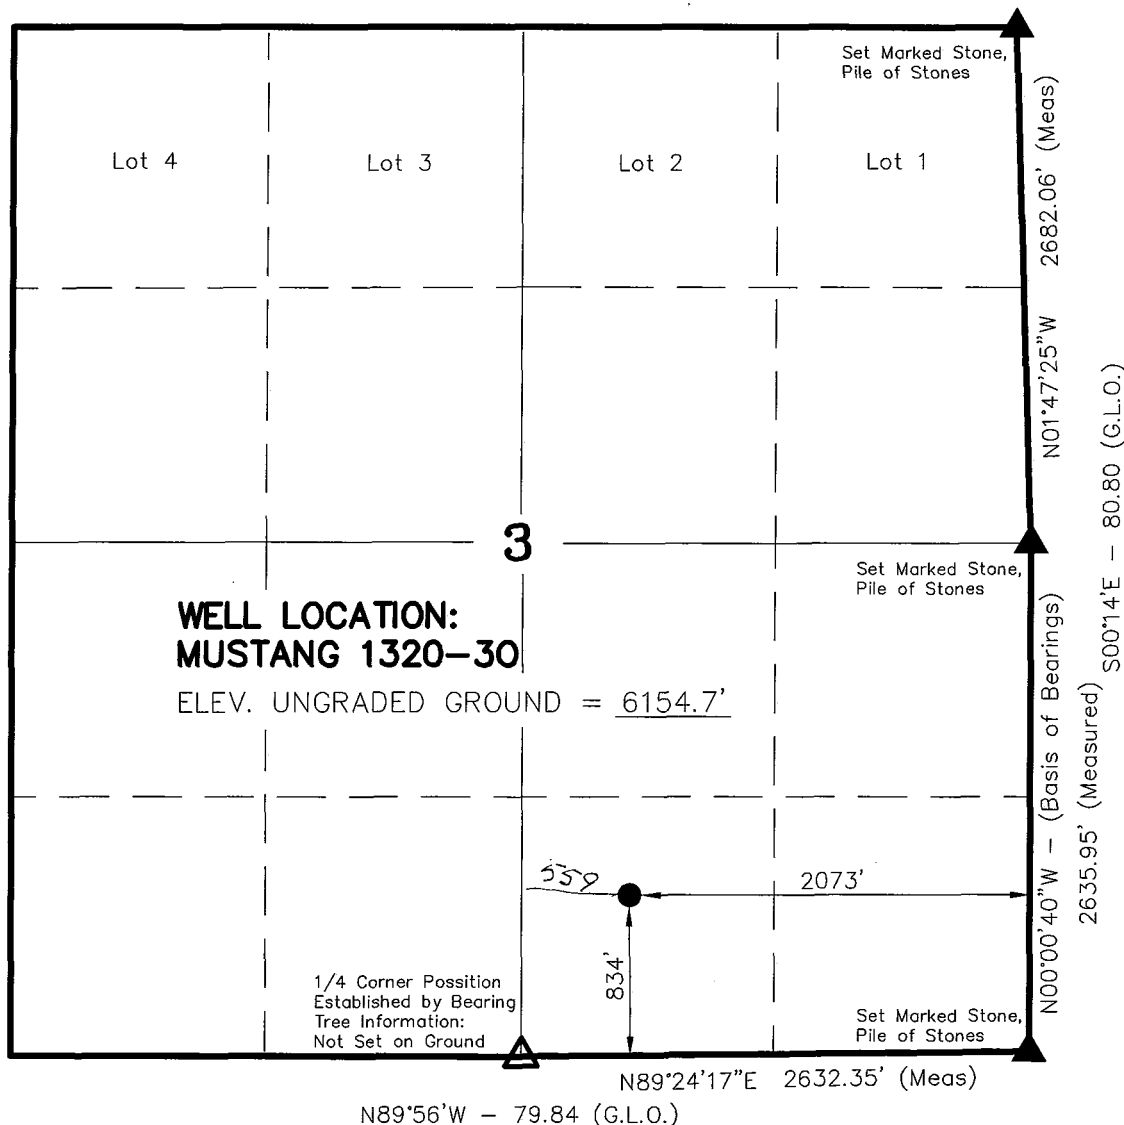 Set Marked Stone,
Pile of Stones
Lot 4
Lot 3
Lot 2
Lot 1
2682.06' (Meas)
N01°47'25"W
S00°14'E – 80.80 (G.L.O.)
3
Set Marked Stone,
Pile of Stones
WELL LOCATION:
MUSTANG 1320–30
ELEV. UNGRADED GROUND = 6154.7'
N00°00'40"W – (Basis of Bearings)
2635.95' (Measured)
559
2073'
834'
1/4 Corner Possition
Established by Bearing
Tree Information:
Not Set on Ground
Set Marked Stone,
Pile of Stones
N89°24'17"E 2632.35' (Meas)
N89°56'W – 79.84 (G.L.O.)